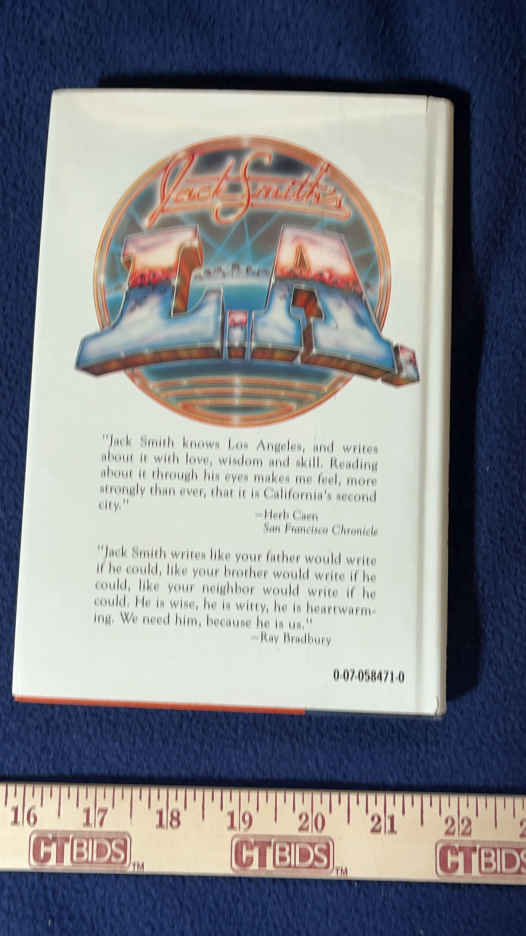 Jack Smith's
L.A.
"Jack Smith knows Los Angeles, and writes
about it with love, wisdom and skill. Reading
about it through his eyes makes me feel, more
strongly than ever, that it is California's second
city."
—Herb Caen
San Francisco Chronicle
"Jack Smith writes like your father would write
if he could, like your brother would write if he
could, like your neighbor would write if he
could. He is wise, he is witty, he is heartwarm-
ing. We need him, because he is us."
—Ray Bradbury
0-07-058471-0
16 17 18 19 20 21 22
CTBIDS™ CTBIDS™ CTBIDS